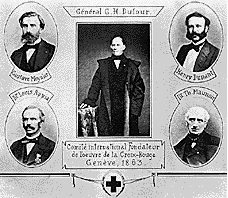 Général G. H. Dufour.
Gustave Moynier
Henry Dunant
Dr Louis Appia
Dr Th. Maunoir
Comité international fondateur
de l'oeuvre de la Croix-Rouge
Genève, 1863.